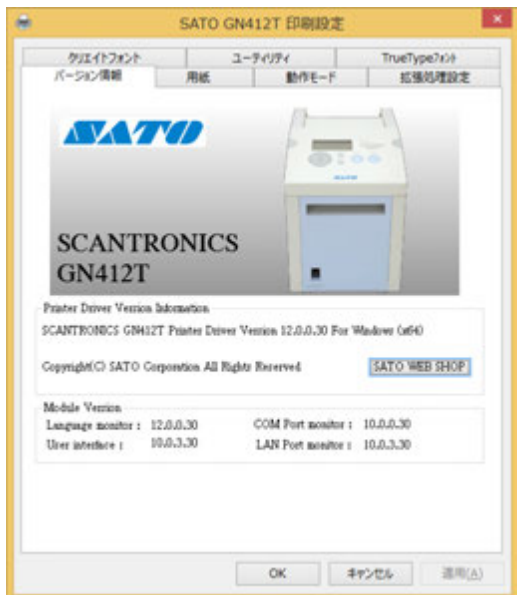 SATO GN412T 印刷設定
クリエイトフォント ユーティリティ TrueTypeフォント
バージョン情報 用紙 動作モード 拡張処理設定
SATO
SATO
SCANTRONICS
GN412T
Printer Driver Version Information
SCANTRONICS GN412T Printer Driver Version 12.0.0.30 For Windows (x64)
Copyright(C) SATO Corporation All Rights Reserved
SATO WEB SHOP
Module Version
Language monitor : 12.0.0.30 COM Port monitor : 10.0.0.30
User interface : 10.0.3.30 LAN Port monitor : 10.0.3.30
OK キャンセル 適用(A)